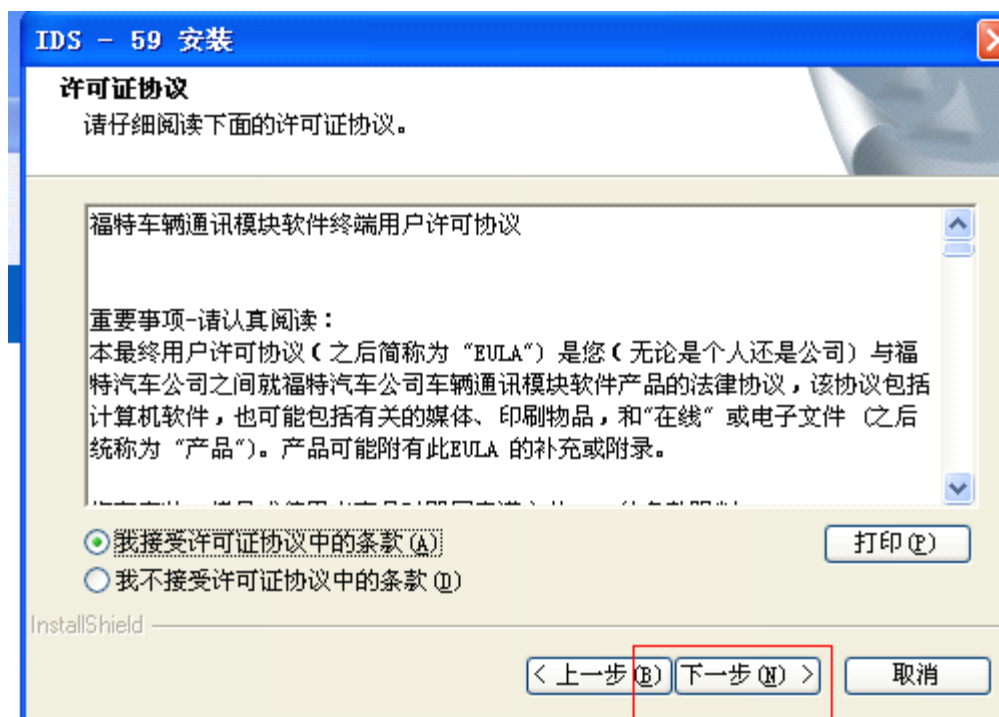 IDS - 59 安装
许可证协议
请仔细阅读下面的许可证协议。
福特车辆通讯模块软件终端用户许可协议
重要事项-请认真阅读：
本最终用户许可协议（之后简称为 “EULA”）是您（无论是个人还是公司）与福
特汽车公司之间就福特汽车公司车辆通讯模块软件产品的法律协议，该协议包括
计算机软件，也可能包括有关的媒体、印刷物品，和“在线” 或电子文件 （之后
统称为 “产品”）。产品可能附有此EULA 的补充或附录。
我接受许可证协议中的条款(A)
打印(P)
我不接受许可证协议中的条款(D)
InstallShield
< 上一步(B) 下一步(N) > 取消